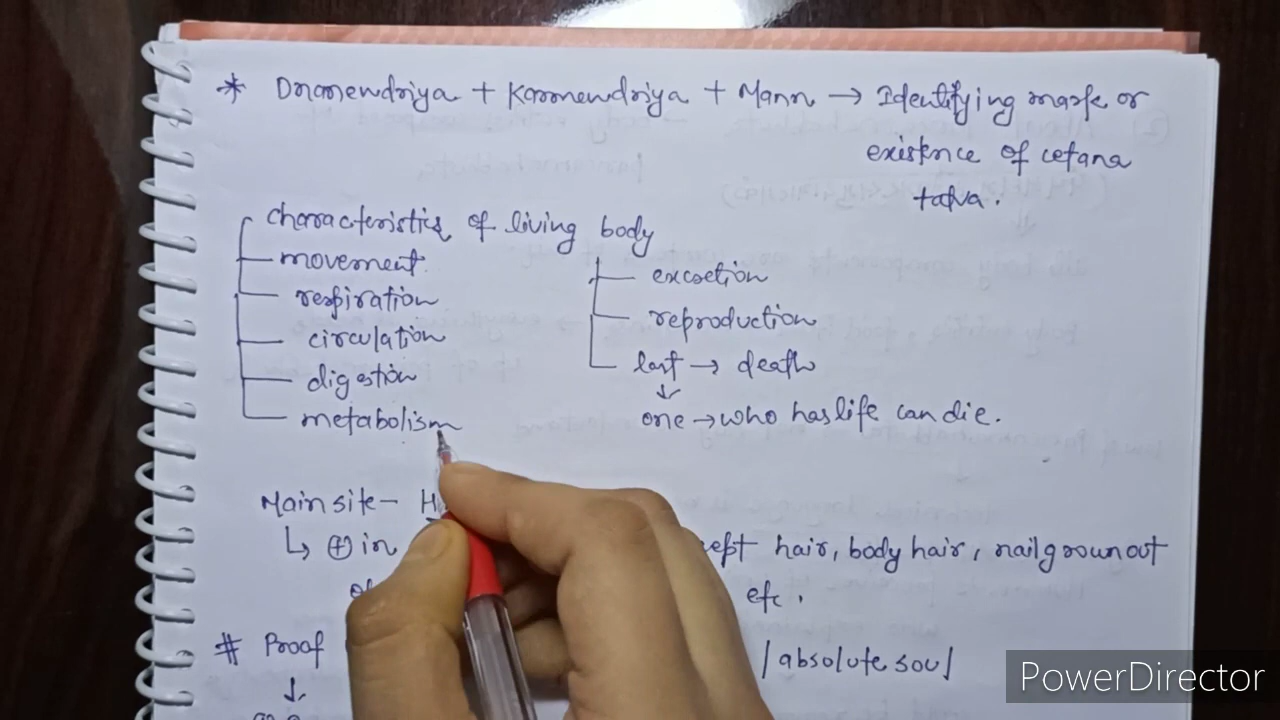 * Dnanendriya + Karmendriya + Mann → Identifying mark or
existence of cetana
tatva.
characteristics of living body
movement
respiration
circulation
digestion
metabolism
excretion
reproduction
last → death
↓
one → who has life can die.
Main site - H
↳ ⊕ in hair, body hair, nail grown out
etc.
# Proof / absolute soul
↓
PowerDirector